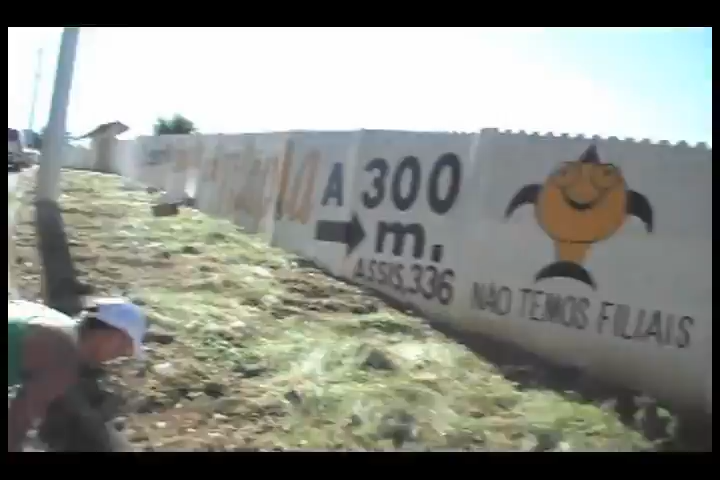 A 300
m.
ASSIS, 336
NÃO TEMOS FILIAIS